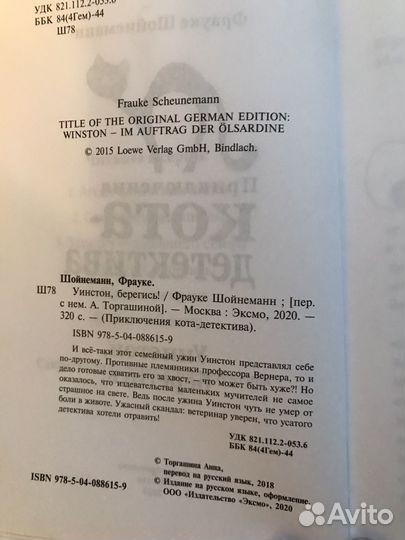 Фрауке Шойнеманн
УДК 821.112.2-053.6
ББК 84(4Гем)-44
Ш78
Frauke Scheunemann
TITLE OF THE ORIGINAL GERMAN EDITION:
WINSTON – IM AUFTRAG DER ÖLSARDINE
© 2015 Loewe Verlag GmbH, Bindlach.
Приключения
кота-
детектива
Шойнеманн, Фрауке.
Ш78 Уинстон, берегись! / Фрауке Шойнеманн ; [пер.
с нем. А. Торгашиной]. — Москва : Эксмо, 2020. —
320 с. — (Приключения кота-детектива).
ISBN 978-5-04-088615-9
И всё-таки этот семейный ужин Уинстон представлял себе
по-другому. Противные племянники профессора Вернера, то и
дело готовые схватить его за хвост, — что может быть хуже?! Но
оказалось, что издевательства маленьких мучителей не самое
страшное на свете. Ведь после ужина Уинстон чуть не умер от
боли в животе. Ужасный скандал: ветеринар уверен, что усатого
детектива хотели отравить!
УДК 821.112.2-053.6
ББК 84(4Гем)-44
© Торгашина Анна,
перевод на русский язык, 2018
© Издание на русском языке, оформление.
ООО «Издательство «Эксмо», 2020
ISBN 978-5-04-088615-9
Avito